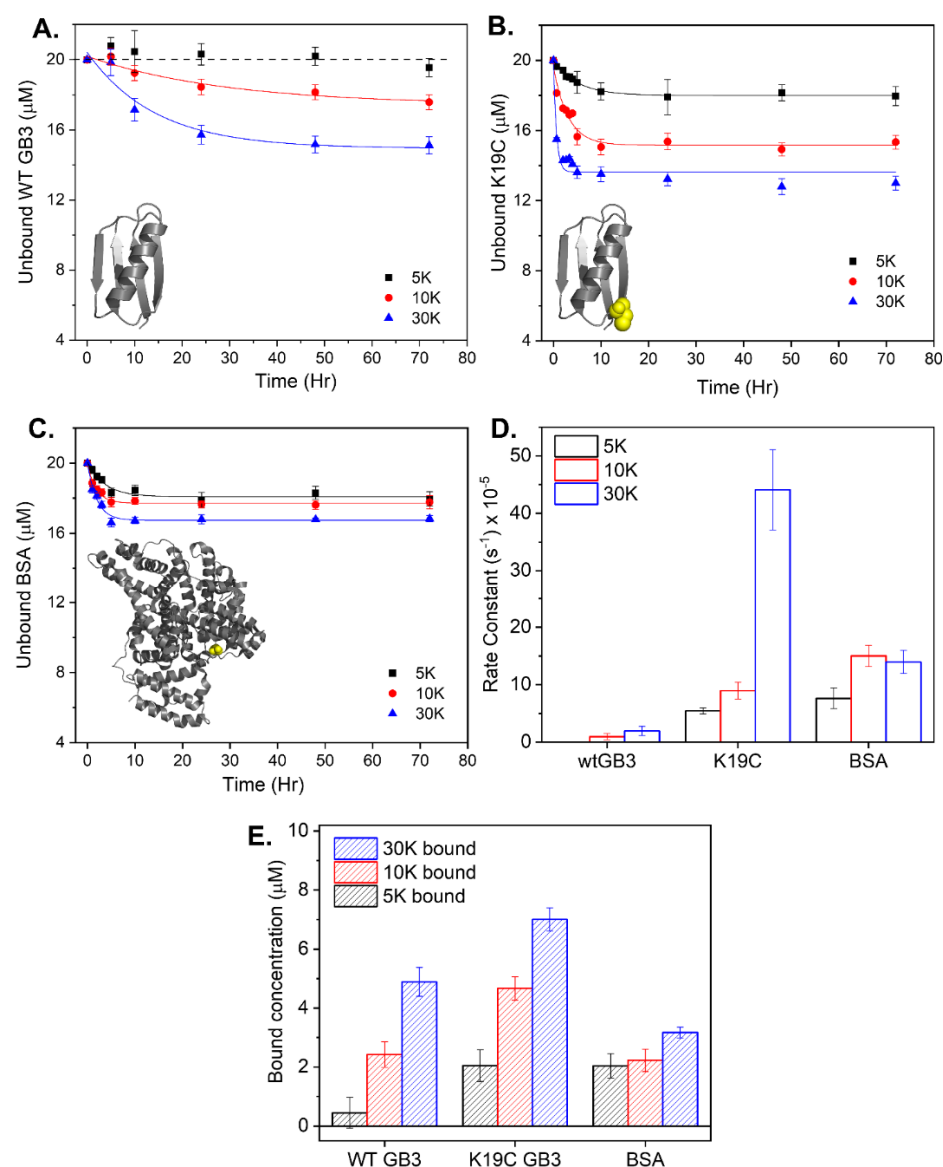 A.
Unbound WT GB3 (μM)
20
16
12
8
4
0 10 20 30 40 50 60 70 80
Time (Hr)
5K
10K
30K
B.
Unbound K19C (μM)
20
16
12
8
4
0 10 20 30 40 50 60 70 80
Time (Hr)
5K
10K
30K
C.
Unbound BSA (μM)
20
16
12
8
4
0 10 20 30 40 50 60 70 80
Time (Hr)
5K
10K
30K
D.
Rate Constant (s⁻¹) x 10⁻⁵
50
40
30
20
10
0
5K
10K
30K
wtGB3 K19C BSA
E.
Bound concentration (μM)
10
8
6
4
2
0
30K bound
10K bound
5K bound
WT GB3 K19C GB3 BSA